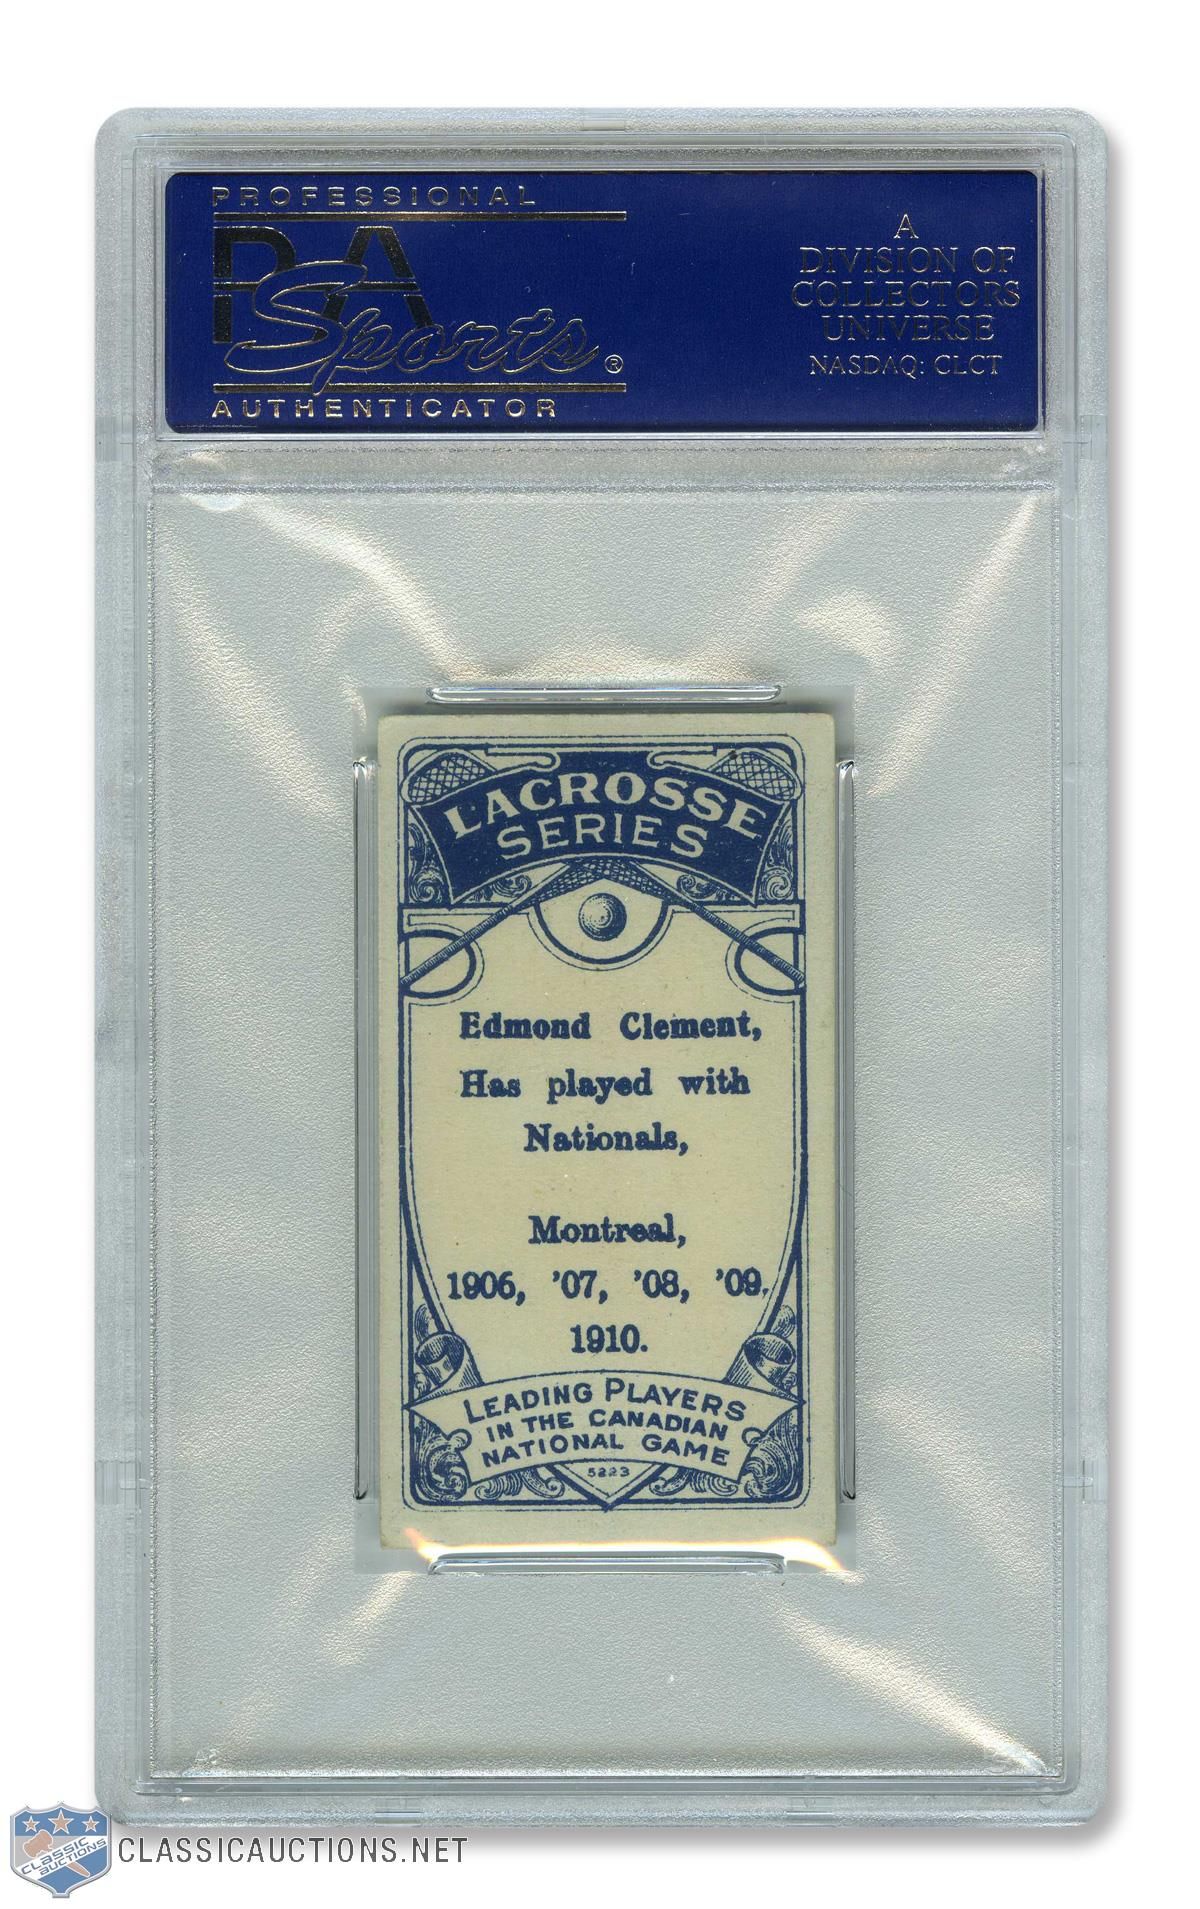 PROFESSIONAL
PSA
Sports®
AUTHENTICATOR
A
DIVISION OF
COLLECTORS
UNIVERSE
NASDAQ: CLCT
LACROSSE
SERIES
Edmond Clement,
Has played with
Nationals,
Montreal,
1906, '07, '08, '09,
1910.
LEADING PLAYERS
IN THE CANADIAN
NATIONAL GAME
5223
CLASSIC
AUCTIONS
CLASSICAUCTIONS.NET